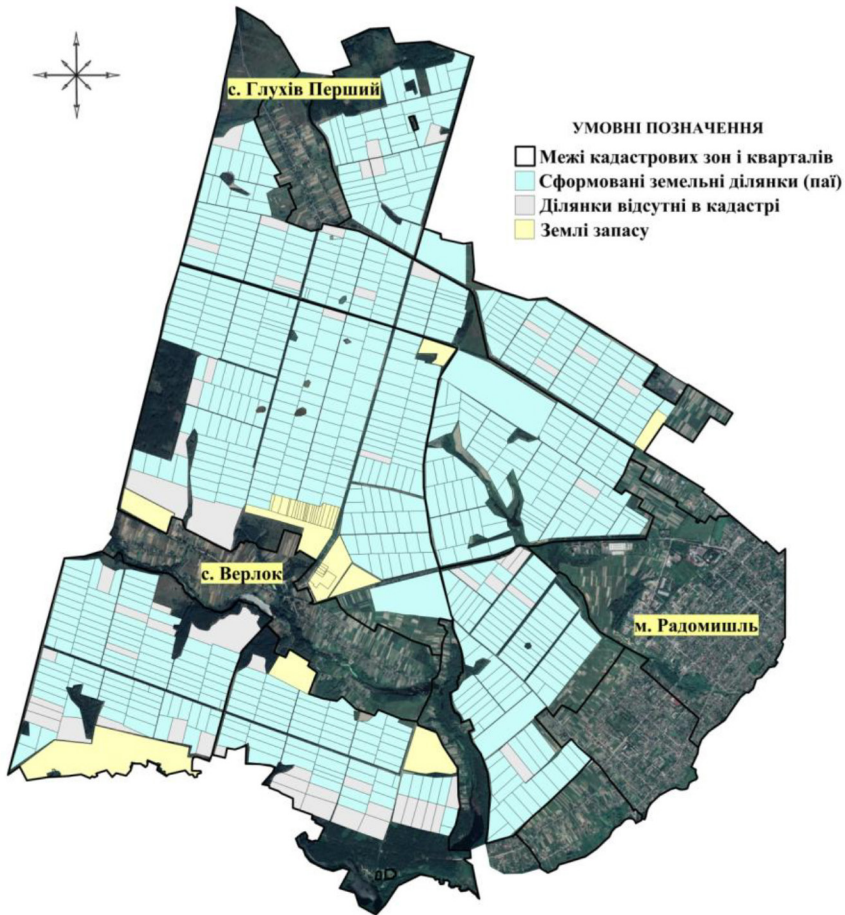 с. Глухів Перший
УМОВНІ ПОЗНАЧЕННЯ
Межі кадастрових зон і кварталів
Сформовані земельні ділянки (паї)
Ділянки відсутні в кадастрі
Землі запасу
с. Верлок
м. Радомишль